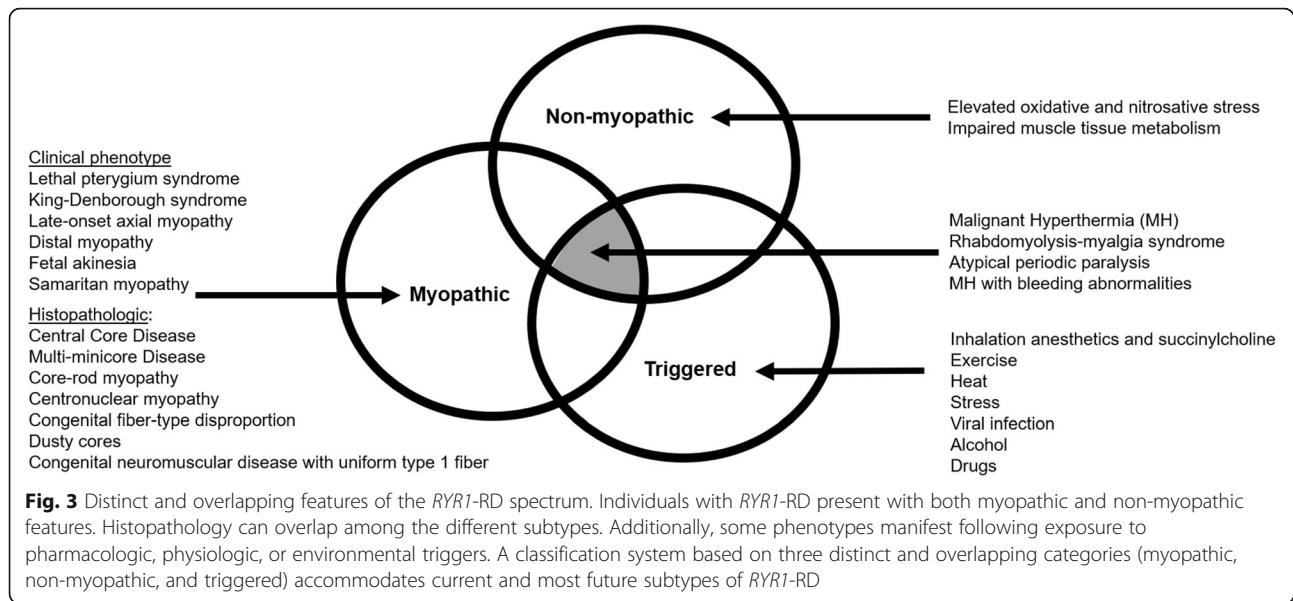 Non-myopathic
Elevated oxidative and nitrosative stress
Impaired muscle tissue metabolism
Clinical phenotype
Lethal pterygium syndrome
King-Denborough syndrome
Late-onset axial myopathy
Distal myopathy
Fetal akinesia
Samaritan myopathy
Histopathologic:
Central Core Disease
Multi-minicore Disease
Core-rod myopathy
Centronuclear myopathy
Congenital fiber-type disproportion
Dusty cores
Congenital neuromuscular disease with uniform type 1 fiber
Myopathic
Malignant Hyperthermia (MH)
Rhabdomyolysis-myalgia syndrome
Atypical periodic paralysis
MH with bleeding abnormalities
Triggered
Inhalation anesthetics and succinylcholine
Exercise
Heat
Stress
Viral infection
Alcohol
Drugs
Fig. 3 Distinct and overlapping features of the RYR1-RD spectrum. Individuals with RYR1-RD present with both myopathic and non-myopathic
features. Histopathology can overlap among the different subtypes. Additionally, some phenotypes manifest following exposure to
pharmacologic, physiologic, or environmental triggers. A classification system based on three distinct and overlapping categories (myopathic,
non-myopathic, and triggered) accommodates current and most future subtypes of RYR1-RD